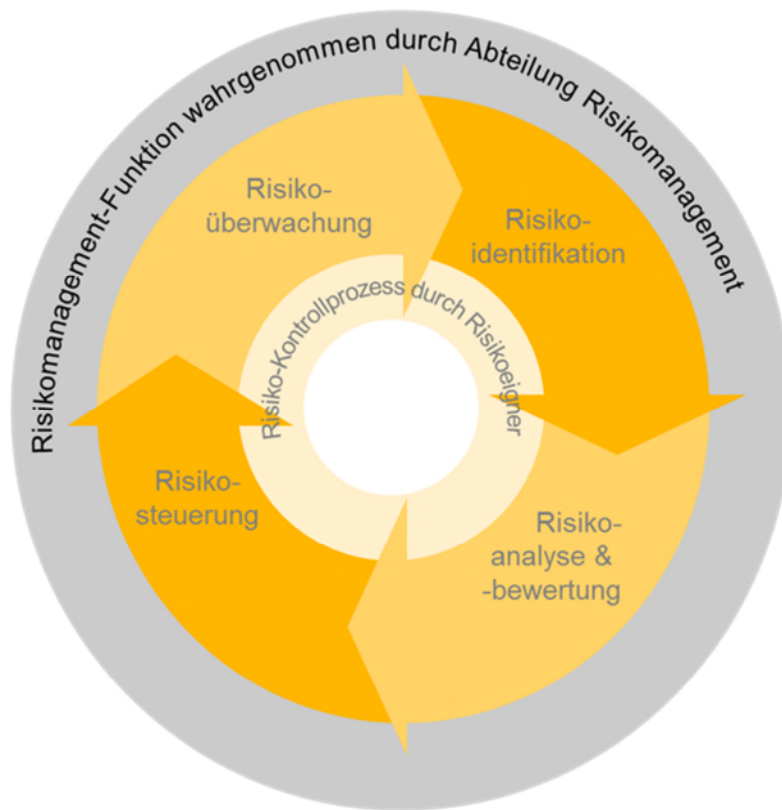 Risikomanagement-Funktion wahrgenommen durch Abteilung Risikomanagement
Risiko-
überwachung
Risiko-
identifikation
Risiko-Kontrollprozess durch Risikoeigner
Risiko-
steuerung
Risiko-
analyse &
-bewertung